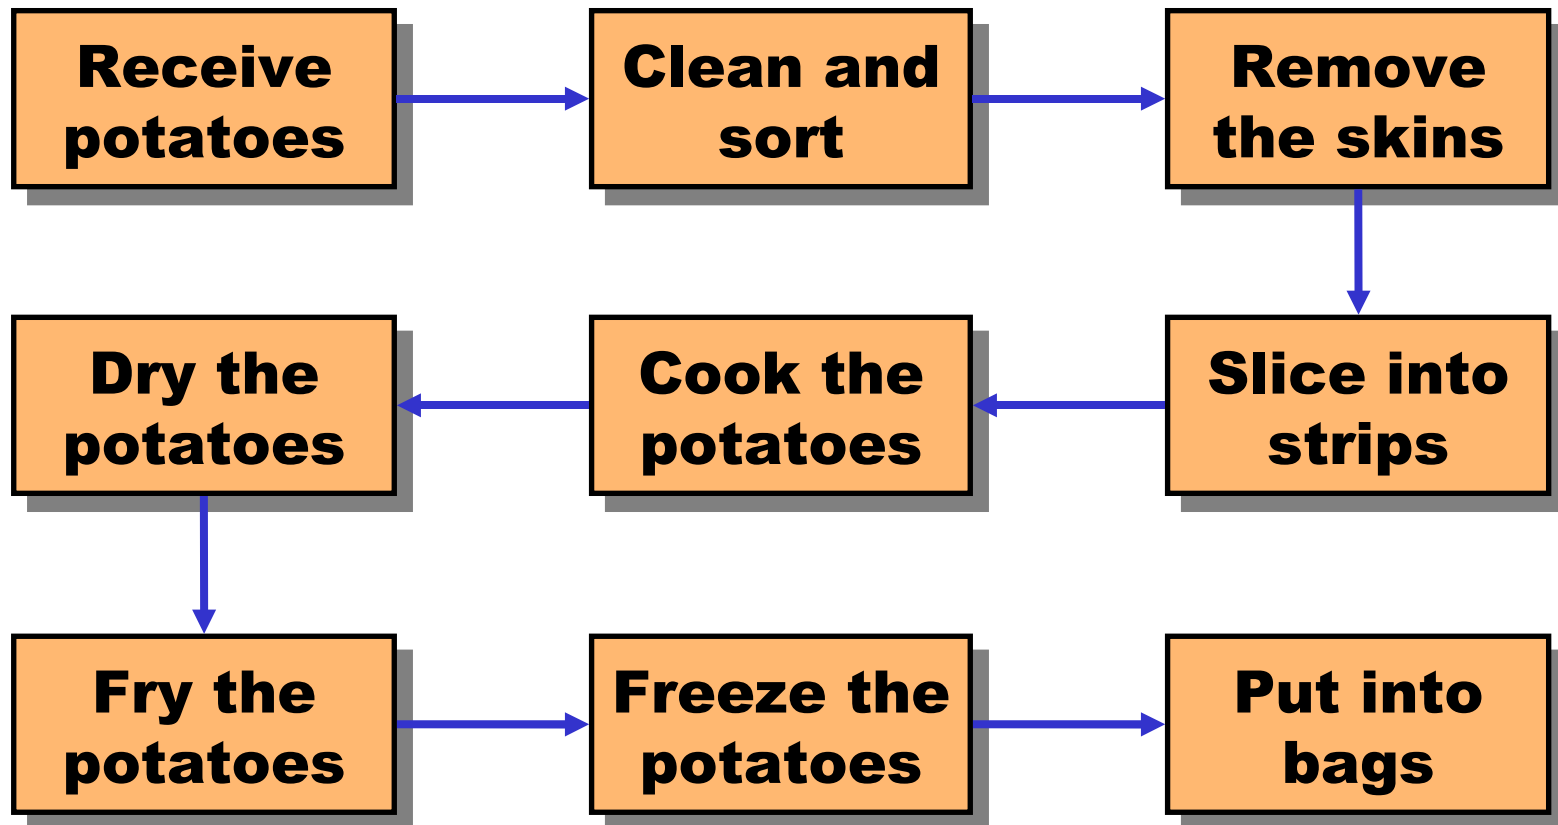 Receive
potatoes
Clean and
sort
Remove
the skins
Slice into
strips
Cook the
potatoes
Dry the
potatoes
Fry the
potatoes
Freeze the
potatoes
Put into
bags